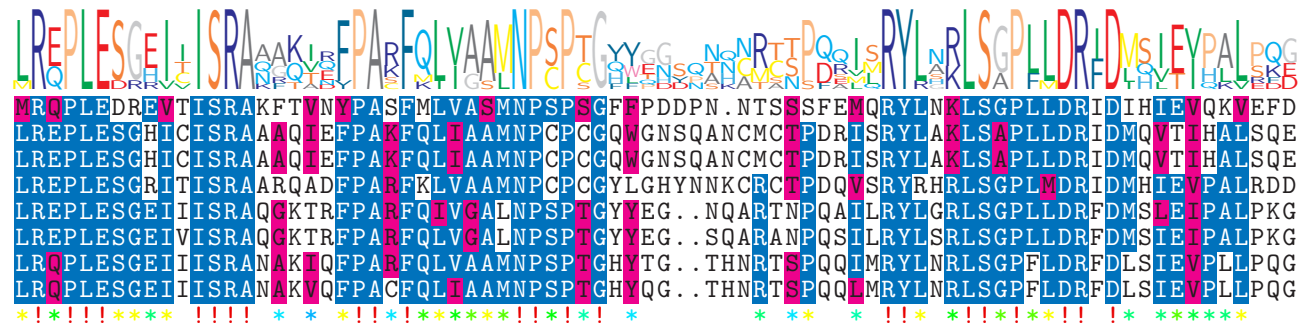 MRQPLEDREVTISRAKFTVNYPASFMLVASMNPSPSGFFPDDPN.NTSSSFEMQRYLNKLSGPLLDRIDIHIEVQKVEFD
LREPLESGHICISRAAAQIEFPAKFQLIAAMNPCPCGQWGNSQANCMCTPDRISRYLAKLSAPLLDRIDMQVTIHALSQE
LREPLESGHICISRAAAQIEFPAKFQLIAAMNPCPCGQWGNSQANCMCTPDRISRYLAKLSAPLLDRIDMQVTIHALSQE
LREPLESGRITISRAARQADFPARFKLVAAMNPCPCGYLGHYNNKCRCTPDQVSRYRHRLSGPLMDRIDMHIEVPALRDD
LREPLESGEIIISRAQGKTRFPARFQIVGALNPSPTGYYEG..NQARTNPQAILRYLGRLSGPLLDRFDMSLEIPALPKG
LREPLESGEIVISRAQGKTRFPARFQLVGALNPSPTGYYEG..SQARANPQSILRYLSRLSGPLLDRFDMSIEIPALPKG
LRQPLESGEIIISRANAKIQFPARFQLVAAMNPSPTGHYTG..THNRTSPQQIMRYLNRLSGPFLDRFDLSIEVPLLPQG
LRQPLESGEIIISRANAKVQFPACFQLIAAMNPSPTGHYQG..THNRTSPQQLMRYLNRLSGPFLDRFDLSIEVPLLPQG